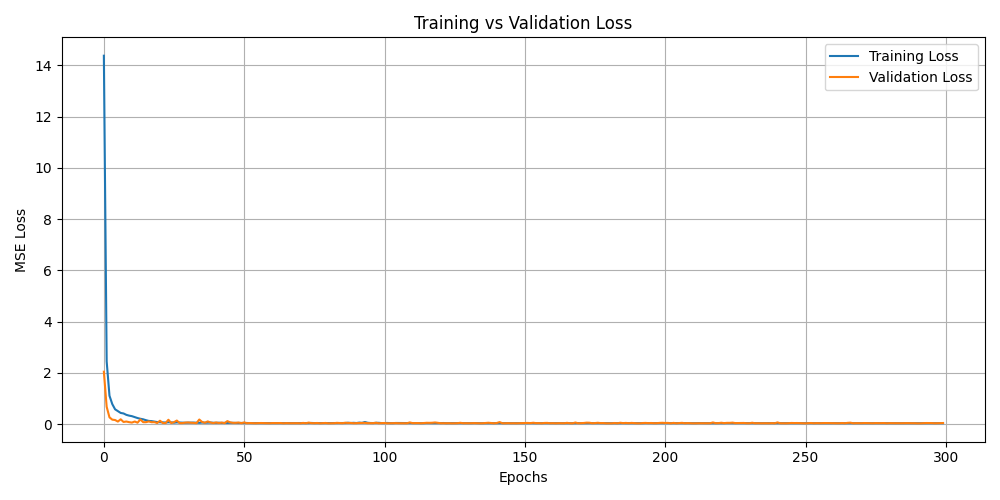 Training vs Validation Loss
Training Loss
Validation Loss
14
12
10
8
6
4
2
0
MSE Loss
0 50 100 150 200 250 300
Epochs